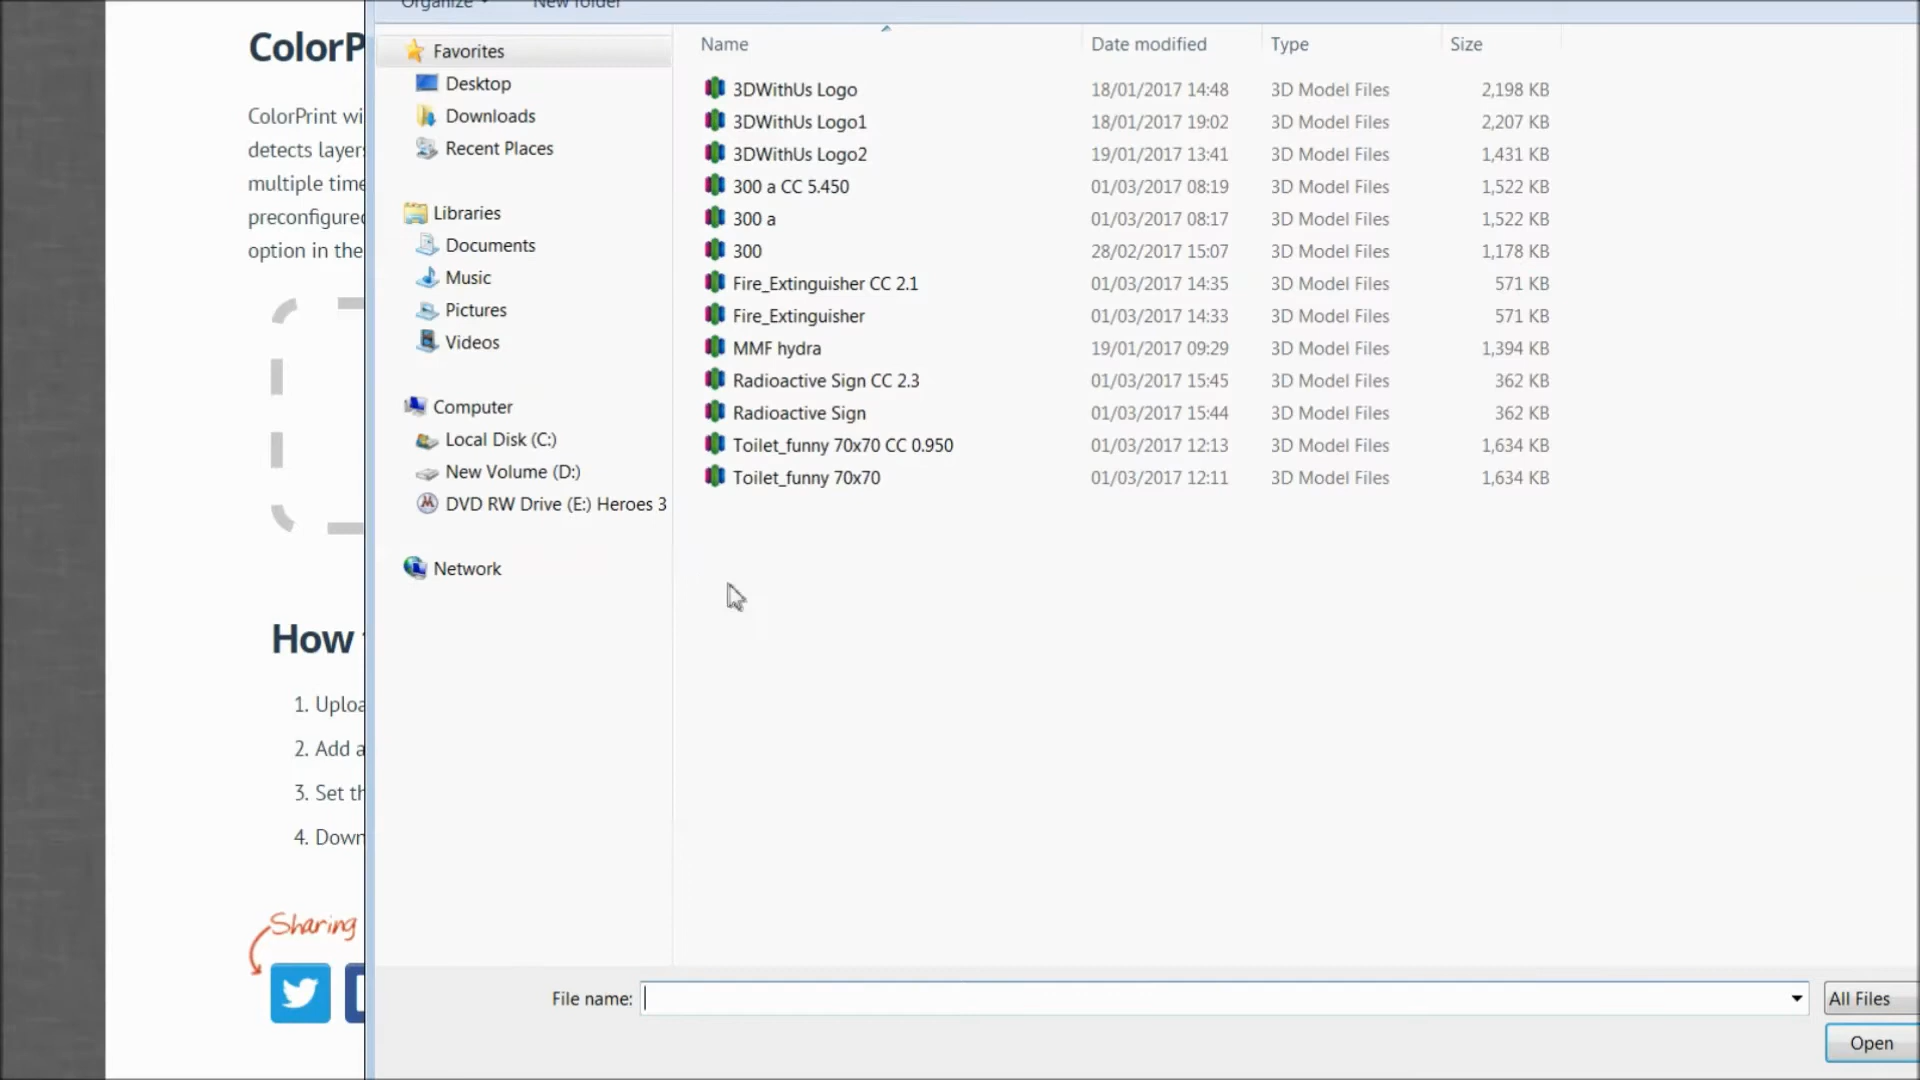 Organize
New folder
ColorP
ColorPrint wi
detects layer
multiple time
preconfigured
option in the
How
1. Uploa
2. Add a
3. Set th
4. Down
Sharing
Favorites
Desktop
Downloads
Recent Places
Libraries
Documents
Music
Pictures
Videos
Computer
Local Disk (C:)
New Volume (D:)
DVD RW Drive (E:) Heroes 3
Network
Name Date modified Type Size
3DWithUs Logo 18/01/2017 14:48 3D Model Files 2,198 KB
3DWithUs Logo1 18/01/2017 19:02 3D Model Files 2,207 KB
3DWithUs Logo2 19/01/2017 13:41 3D Model Files 1,431 KB
300 a CC 5.450 01/03/2017 08:19 3D Model Files 1,522 KB
300 a 01/03/2017 08:17 3D Model Files 1,522 KB
300 28/02/2017 15:07 3D Model Files 1,178 KB
Fire_Extinguisher CC 2.1 01/03/2017 14:35 3D Model Files 571 KB
Fire_Extinguisher 01/03/2017 14:33 3D Model Files 571 KB
MMF hydra 19/01/2017 09:29 3D Model Files 1,394 KB
Radioactive Sign CC 2.3 01/03/2017 15:45 3D Model Files 362 KB
Radioactive Sign 01/03/2017 15:44 3D Model Files 362 KB
Toilet_funny 70x70 CC 0.950 01/03/2017 12:13 3D Model Files 1,634 KB
Toilet_funny 70x70 01/03/2017 12:11 3D Model Files 1,634 KB
File name:
All Files
Open